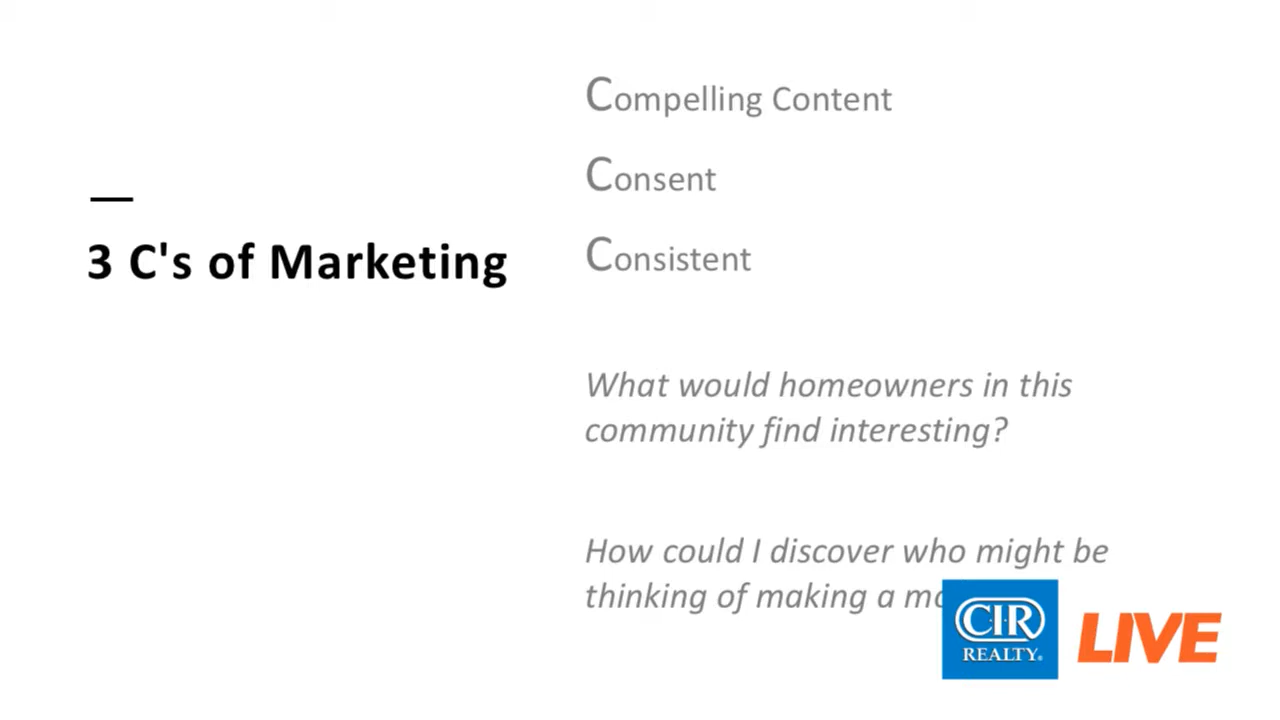 3 C's of Marketing
Compelling Content
Consent
Consistent
What would homeowners in this
community find interesting?
How could I discover who might be
thinking of making a
CIR
REALTY
LIVE